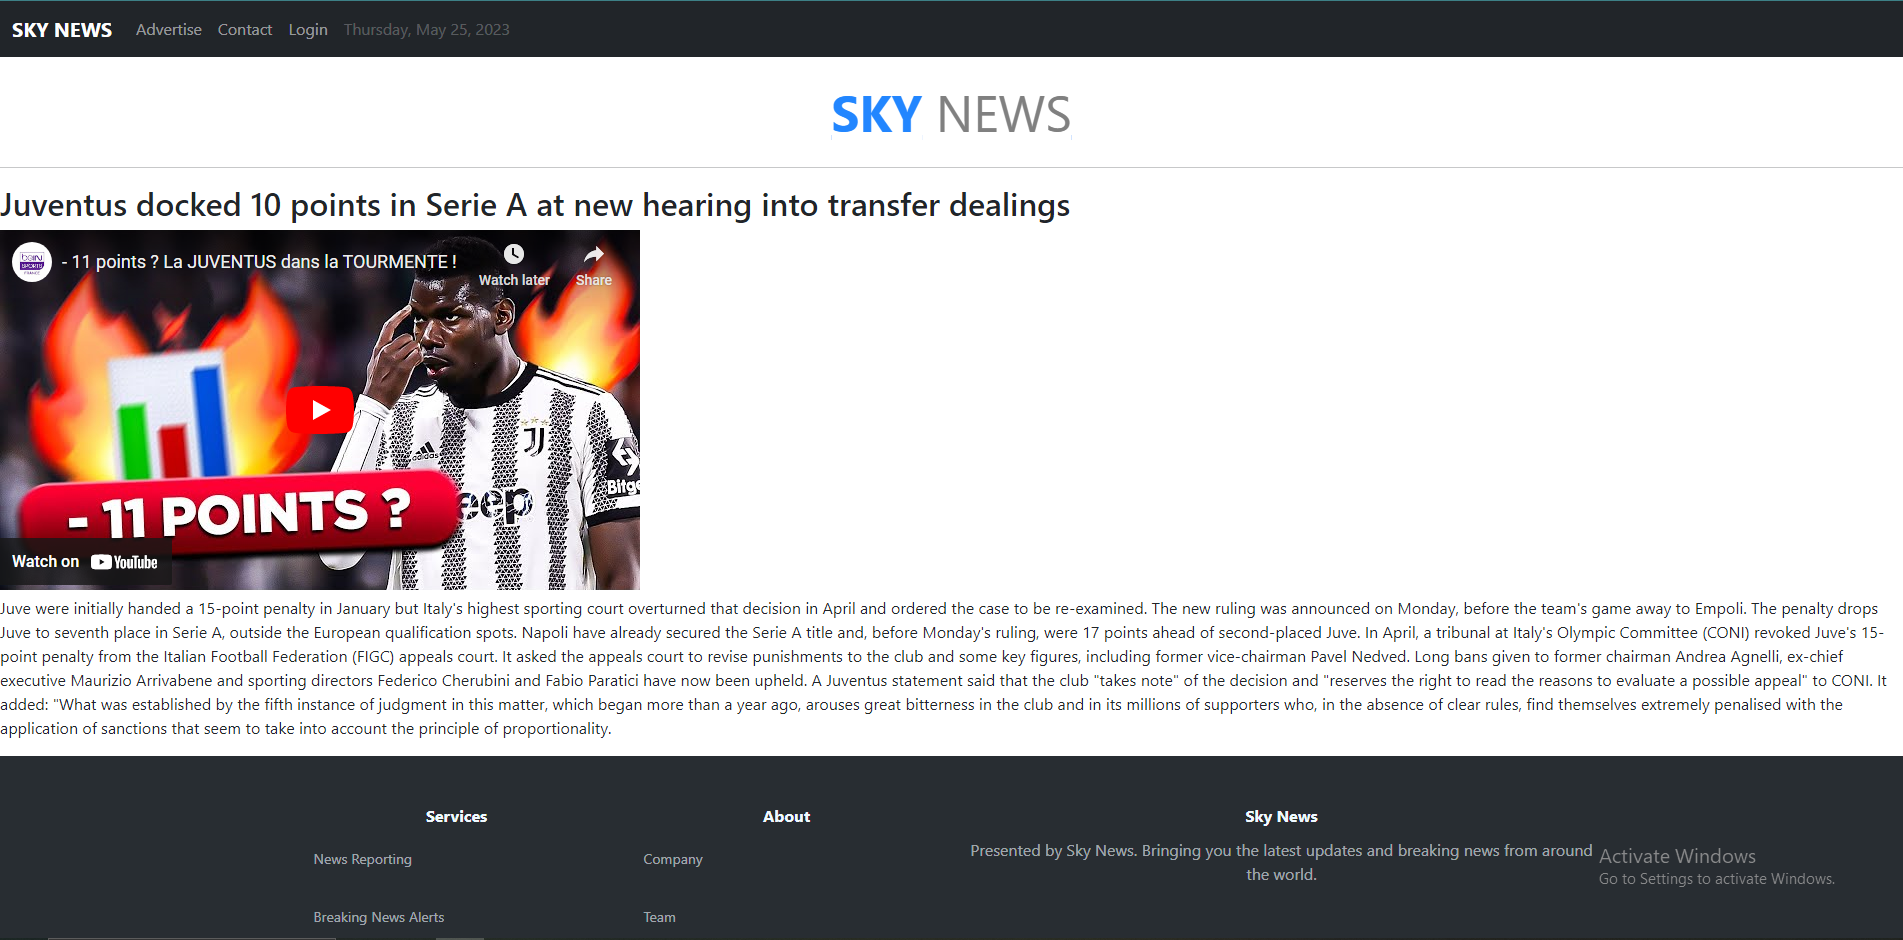 SKY NEWS Advertise Contact Login Thursday, May 25, 2023
SKY NEWS
Juventus docked 10 points in Serie A at new hearing into transfer dealings
beIN SPORTS FRANCE
- 11 points ? La JUVENTUS dans la TOURMENTE !
Watch later Share
adidas
Jeep
Bitge
- 11 POINTS ?
Watch on YouTube
Juve were initially handed a 15-point penalty in January but Italy's highest sporting court overturned that decision in April and ordered the case to be re-examined. The new ruling was announced on Monday, before the team's game away to Empoli. The penalty drops
Juve to seventh place in Serie A, outside the European qualification spots. Napoli have already secured the Serie A title and, before Monday's ruling, were 17 points ahead of second-placed Juve. In April, a tribunal at Italy's Olympic Committee (CONI) revoked Juve's 15-
point penalty from the Italian Football Federation (FIGC) appeals court. It asked the appeals court to revise punishments to the club and some key figures, including former vice-chairman Pavel Nedved. Long bans given to former chairman Andrea Agnelli, ex-chief
executive Maurizio Arrivabene and sporting directors Federico Cherubini and Fabio Paratici have now been upheld. A Juventus statement said that the club "takes note" of the decision and "reserves the right to read the reasons to evaluate a possible appeal" to CONI. It
added: "What was established by the fifth instance of judgment in this matter, which began more than a year ago, arouses great bitterness in the club and in its millions of supporters who, in the absence of clear rules, find themselves extremely penalised with the
application of sanctions that seem to take into account the principle of proportionality.
Services
News Reporting
Breaking News Alerts
About
Company
Team
Sky News
Presented by Sky News. Bringing you the latest updates and breaking news from around
the world.
Activate Windows
Go to Settings to activate Windows.